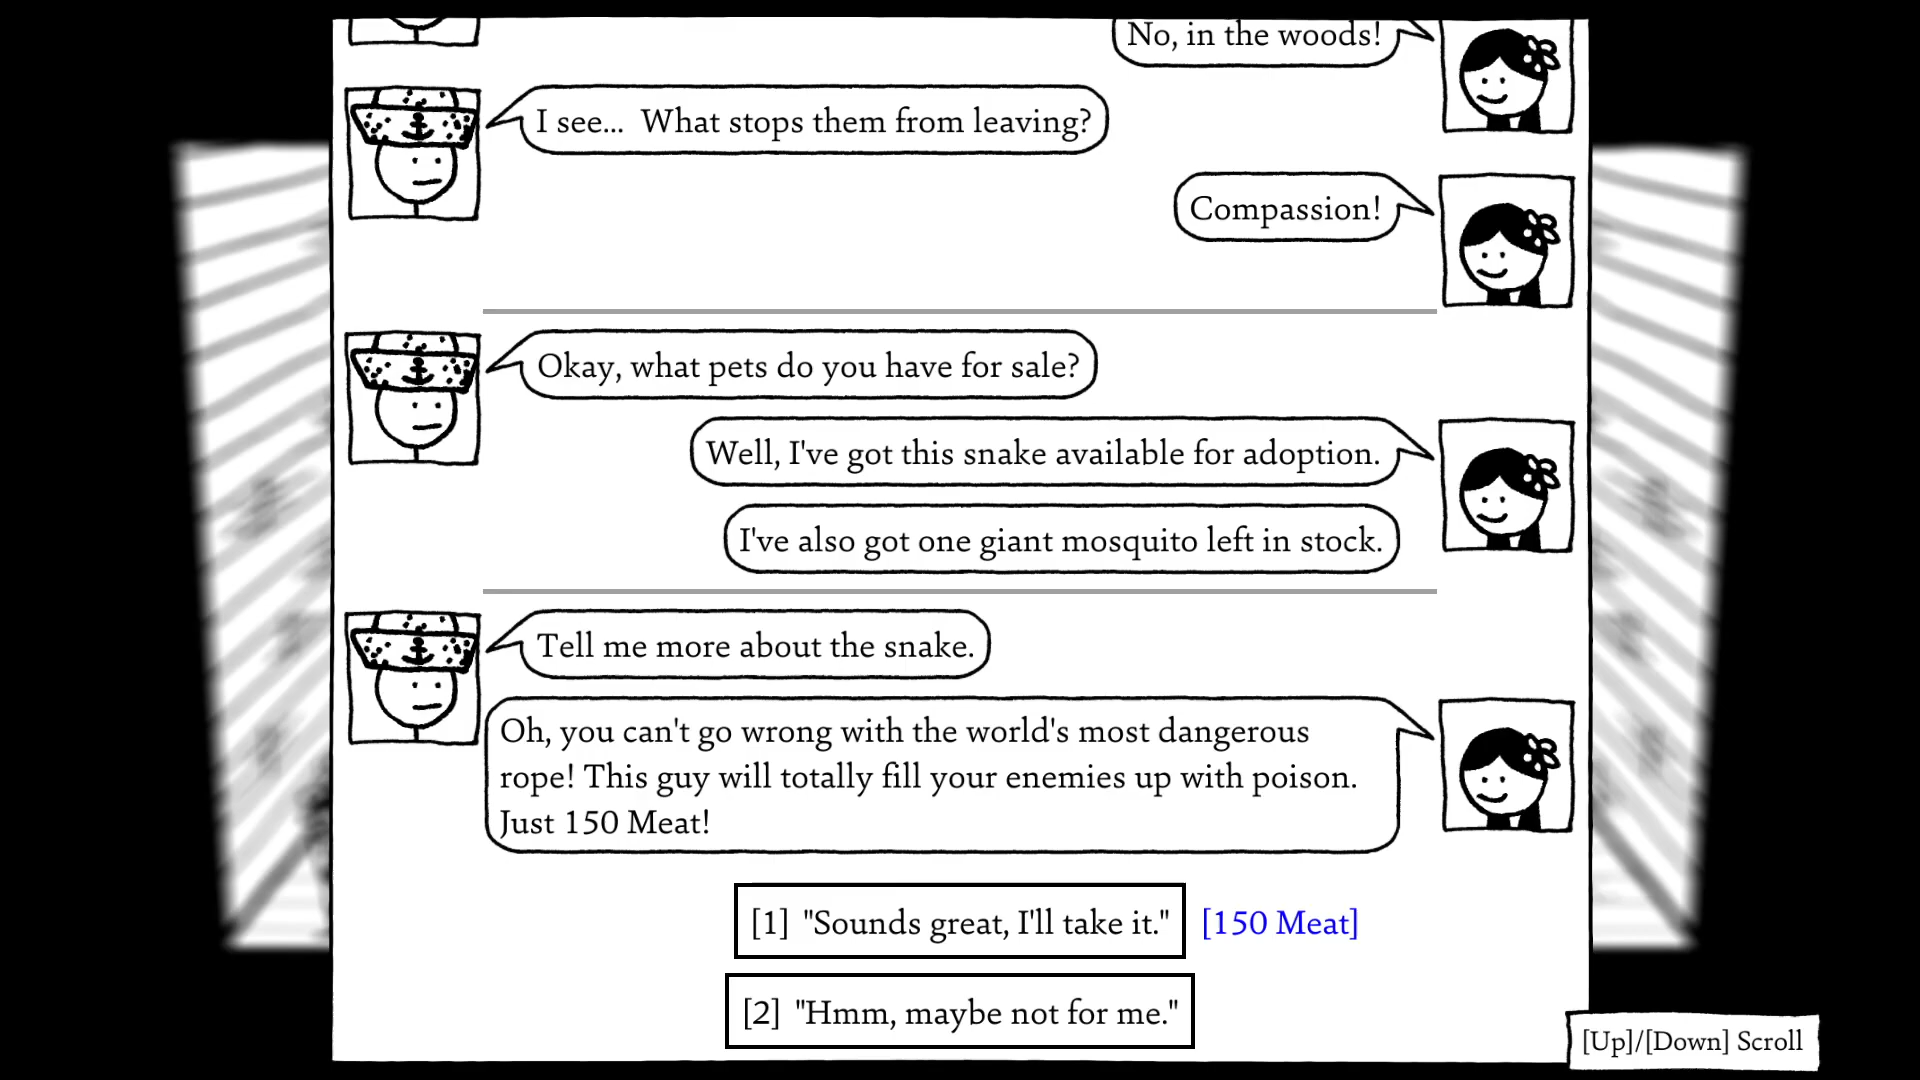 No, in the woods!
I see...  What stops them from leaving?
Compassion!
Okay, what pets do you have for sale?
Well, I've got this snake available for adoption.
I've also got one giant mosquito left in stock.
Tell me more about the snake.
Oh, you can't go wrong with the world's most dangerous
rope! This guy will totally fill your enemies up with poison.
Just 150 Meat!
[1] "Sounds great, I'll take it." [150 Meat]
[2] "Hmm, maybe not for me."
[Up]/[Down] Scroll